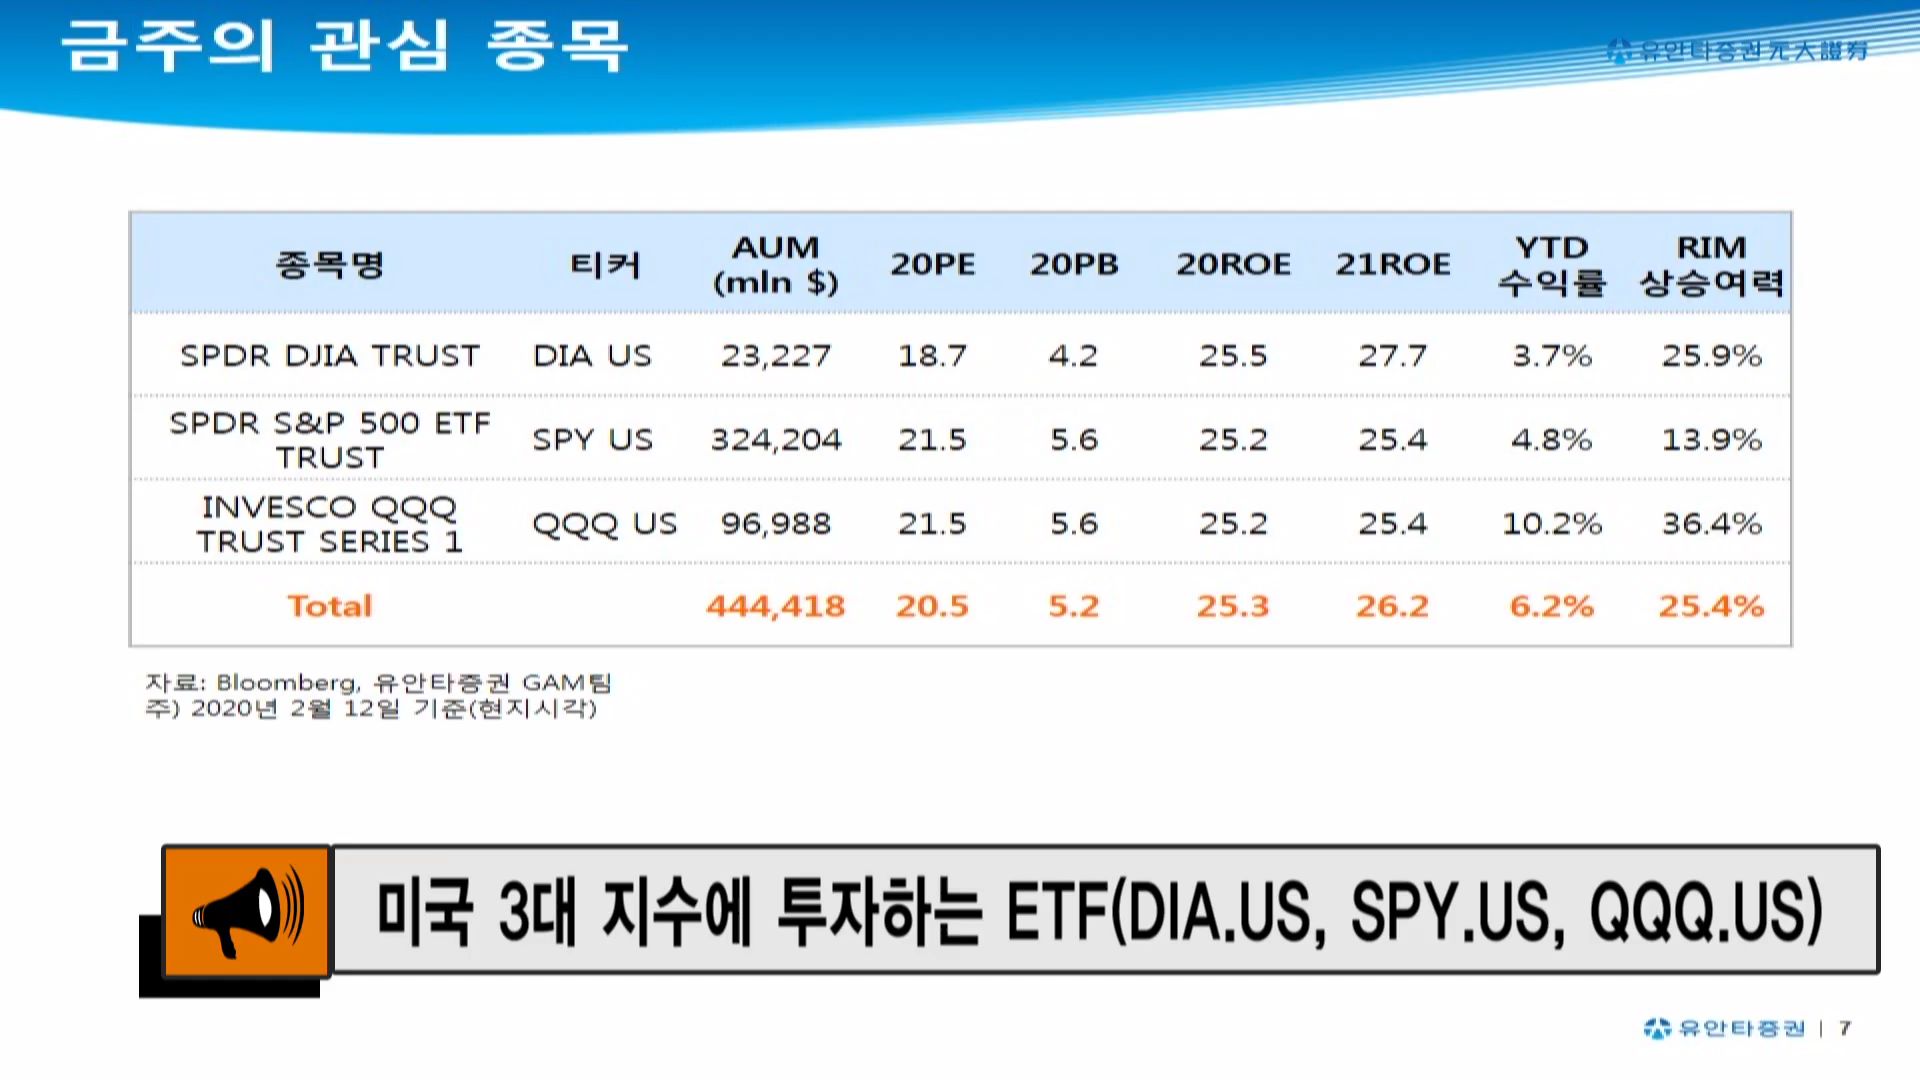 금주의 관심 종목
유안타증권 元大證券
종목명 티커 AUM (mln $) 20PE 20PB 20ROE 21ROE YTD 수익률 RIM 상승여력
SPDR DJIA TRUST DIA US 23,227 18.7 4.2 25.5 27.7 3.7% 25.9%
SPDR S&P 500 ETF TRUST SPY US 324,204 21.5 5.6 25.2 25.4 4.8% 13.9%
INVESCO QQQ TRUST SERIES 1 QQQ US 96,988 21.5 5.6 25.2 25.4 10.2% 36.4%
Total 444,418 20.5 5.2 25.3 26.2 6.2% 25.4%
자료: Bloomberg, 유안타증권 GAM팀
주) 2020년 2월 12일 기준(현지시각)
미국 3대 지수에 투자하는 ETF(DIA.US, SPY.US, QQQ.US)
유안타증권 | 7